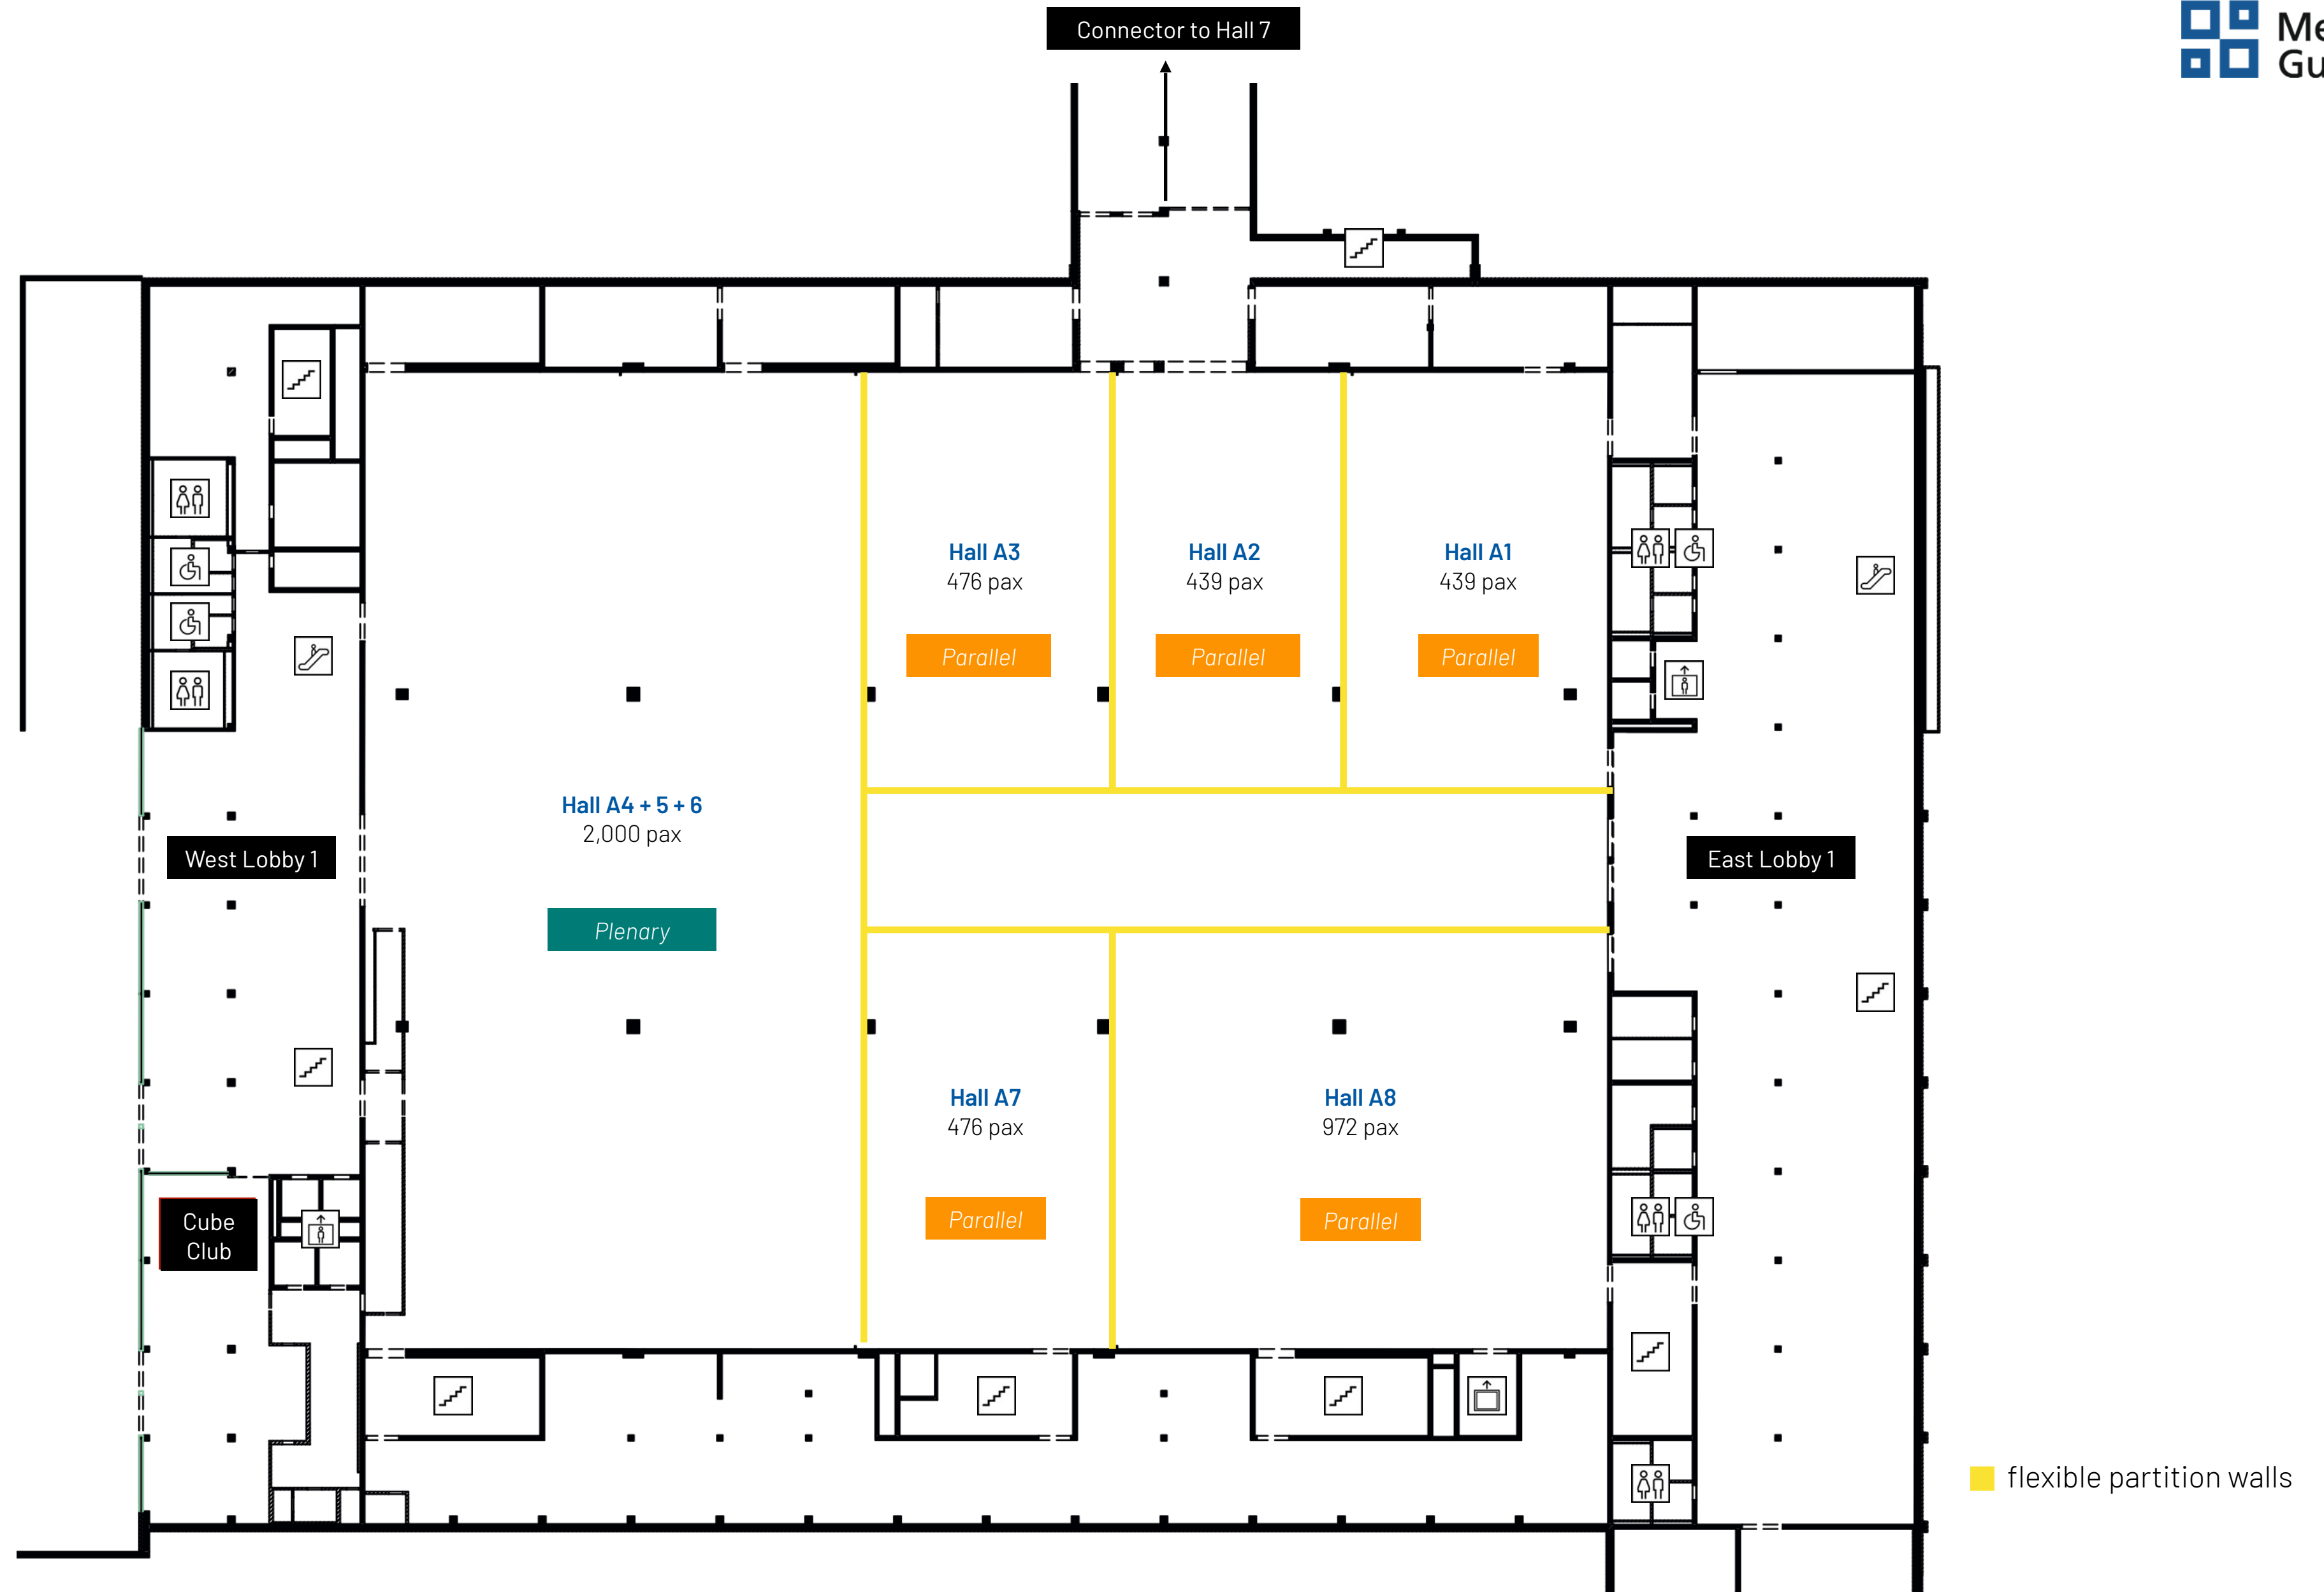 Connector to Hall 7
Me
Gu
Hall A3
476 pax
Parallel
Hall A2
439 pax
Parallel
Hall A1
439 pax
Parallel
Hall A4 + 5 + 6
2,000 pax
Plenary
West Lobby 1
East Lobby 1
Hall A7
476 pax
Parallel
Hall A8
972 pax
Parallel
Cube
Club
flexible partition walls